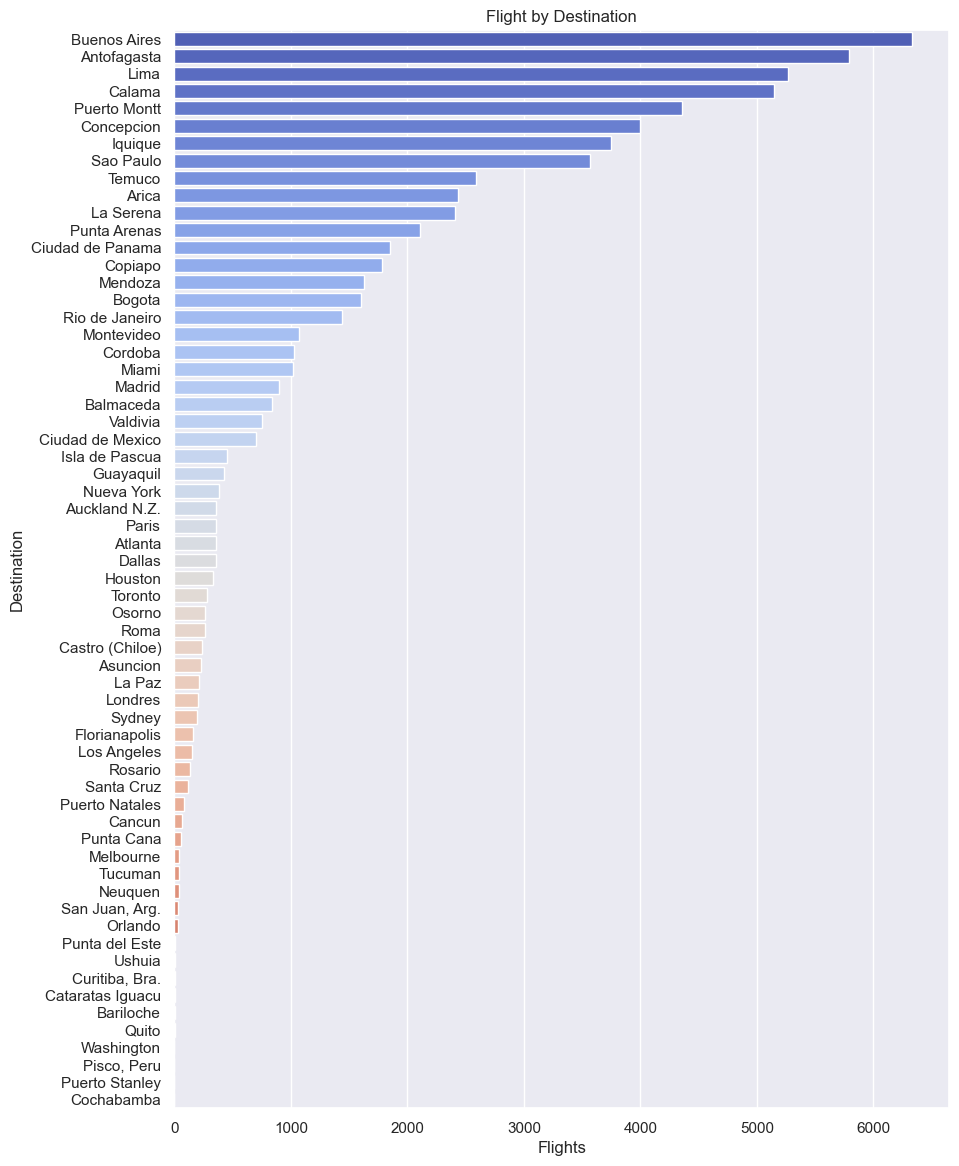 Flight by Destination
Buenos Aires
Antofagasta
Lima
Calama
Puerto Montt
Concepcion
Iquique
Sao Paulo
Temuco
Arica
La Serena
Punta Arenas
Ciudad de Panama
Copiapo
Mendoza
Bogota
Rio de Janeiro
Montevideo
Cordoba
Miami
Madrid
Balmaceda
Valdivia
Ciudad de Mexico
Isla de Pascua
Guayaquil
Nueva York
Auckland N.Z.
Paris
Atlanta
Dallas
Houston
Toronto
Osorno
Roma
Castro (Chiloe)
Asuncion
La Paz
Londres
Sydney
Florianapolis
Los Angeles
Rosario
Santa Cruz
Puerto Natales
Cancun
Punta Cana
Melbourne
Tucuman
Neuquen
San Juan, Arg.
Orlando
Punta del Este
Ushuia
Curitiba, Bra.
Cataratas Iguacu
Bariloche
Quito
Washington
Pisco, Peru
Puerto Stanley
Cochabamba
Destination
0 1000 2000 3000 4000 5000 6000
Flights